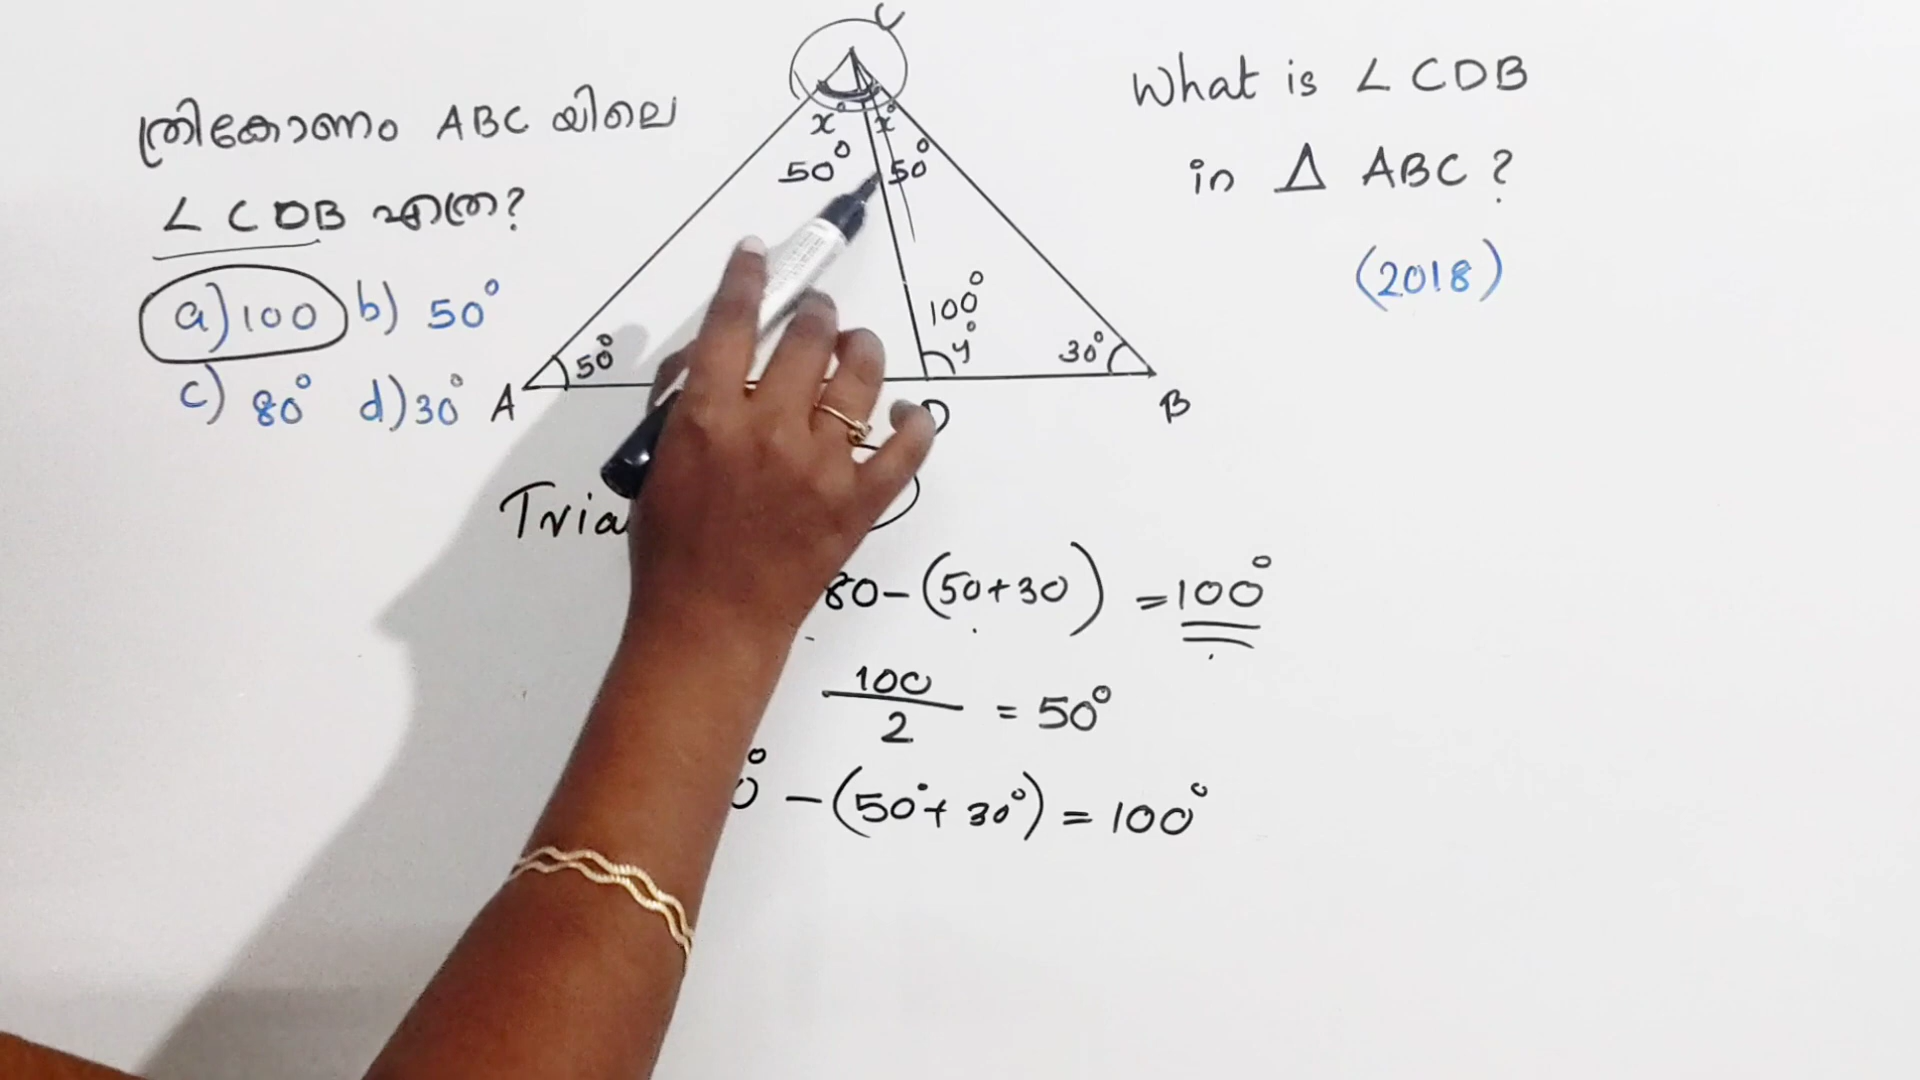 ത്രികോണം ABC യിലെ
∠CDB എത്ര?
a) 100 b) 50°
c) 80° d) 30°
What is ∠CDB
in △ ABC?
(2018)
C
x° x°
50° 50°
100°
50° y° 30°
A D B
80-(50+30) = 100°
100/2 = 50°
0° - (50°+30°) = 100°